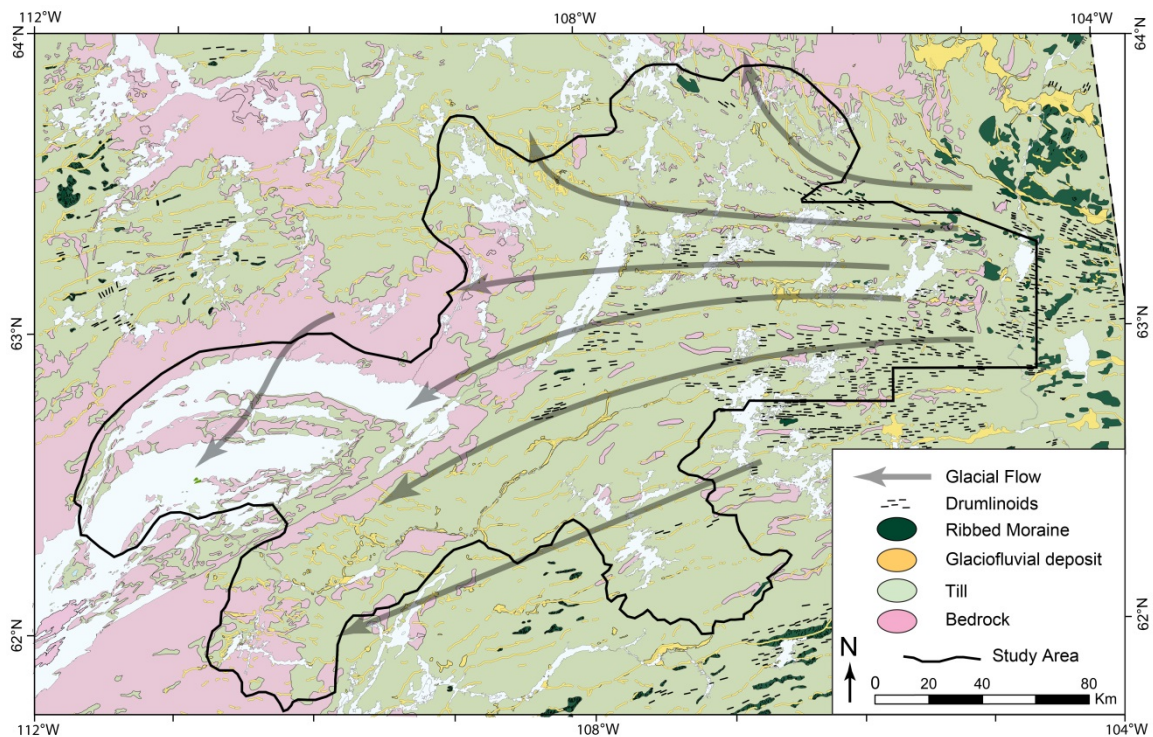 112°W 108°W 104°W
64°N 64°N
63°N 63°N
62°N 62°N
Glacial Flow
Drumlinoids
Ribbed Moraine
Glaciofluvial deposit
Till
Bedrock
N
Study Area
0 20 40 60 80
Km
112°W 108°W 104°W